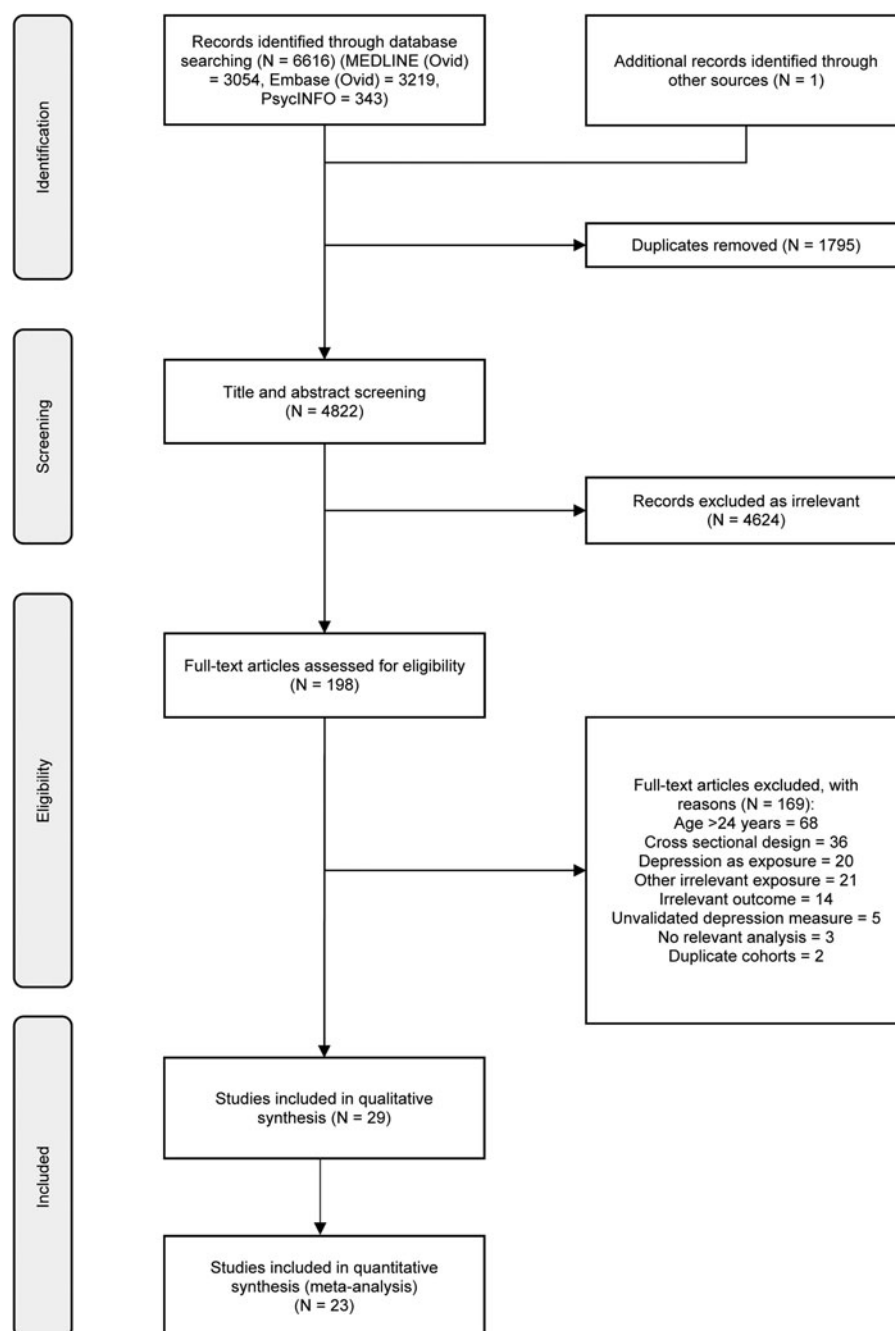 Identification
Records identified through database
searching (N = 6616) (MEDLINE (Ovid)
= 3054, Embase (Ovid) = 3219,
PsycINFO = 343)
Additional records identified through
other sources (N = 1)
Duplicates removed (N = 1795)
Screening
Title and abstract screening
(N = 4822)
Records excluded as irrelevant
(N = 4624)
Eligibility
Full-text articles assessed for eligibility
(N = 198)
Full-text articles excluded, with
reasons (N = 169):
Age >24 years = 68
Cross sectional design = 36
Depression as exposure = 20
Other irrelevant exposure = 21
Irrelevant outcome = 14
Unvalidated depression measure = 5
No relevant analysis = 3
Duplicate cohorts = 2
Included
Studies included in qualitative
synthesis (N = 29)
Studies included in quantitative
synthesis (meta-analysis)
(N = 23)